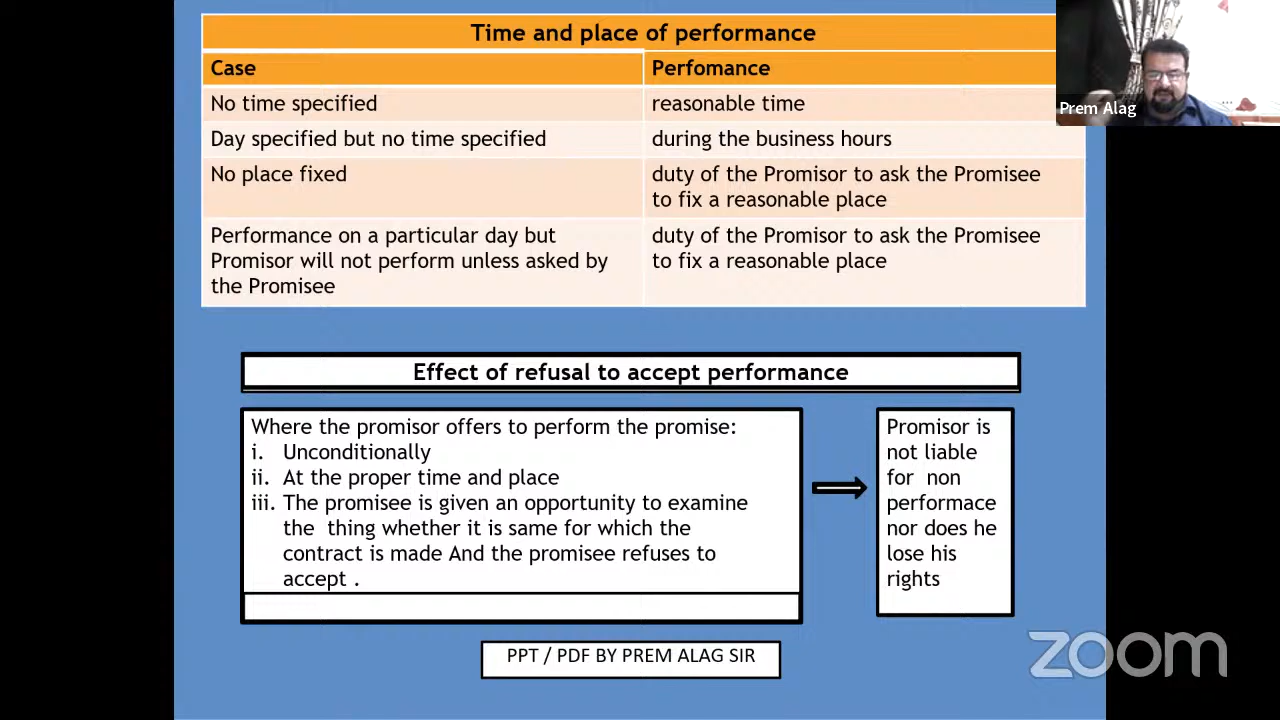 Time and place of performance
Case
Perfomance
No time specified
reasonable time
Day specified but no time specified
during the business hours
No place fixed
duty of the Promisor to ask the Promisee
to fix a reasonable place
Performance on a particular day but
Promisor will not perform unless asked by
the Promisee
duty of the Promisor to ask the Promisee
to fix a reasonable place
Prem Alag
Effect of refusal to accept performance
Where the promisor offers to perform the promise:
i. Unconditionally
ii. At the proper time and place
iii. The promisee is given an opportunity to examine
the thing whether it is same for which the
contract is made And the promisee refuses to
accept .
Promisor is
not liable
for non
performace
nor does he
lose his
rights
PPT / PDF BY PREM ALAG SIR
zoom